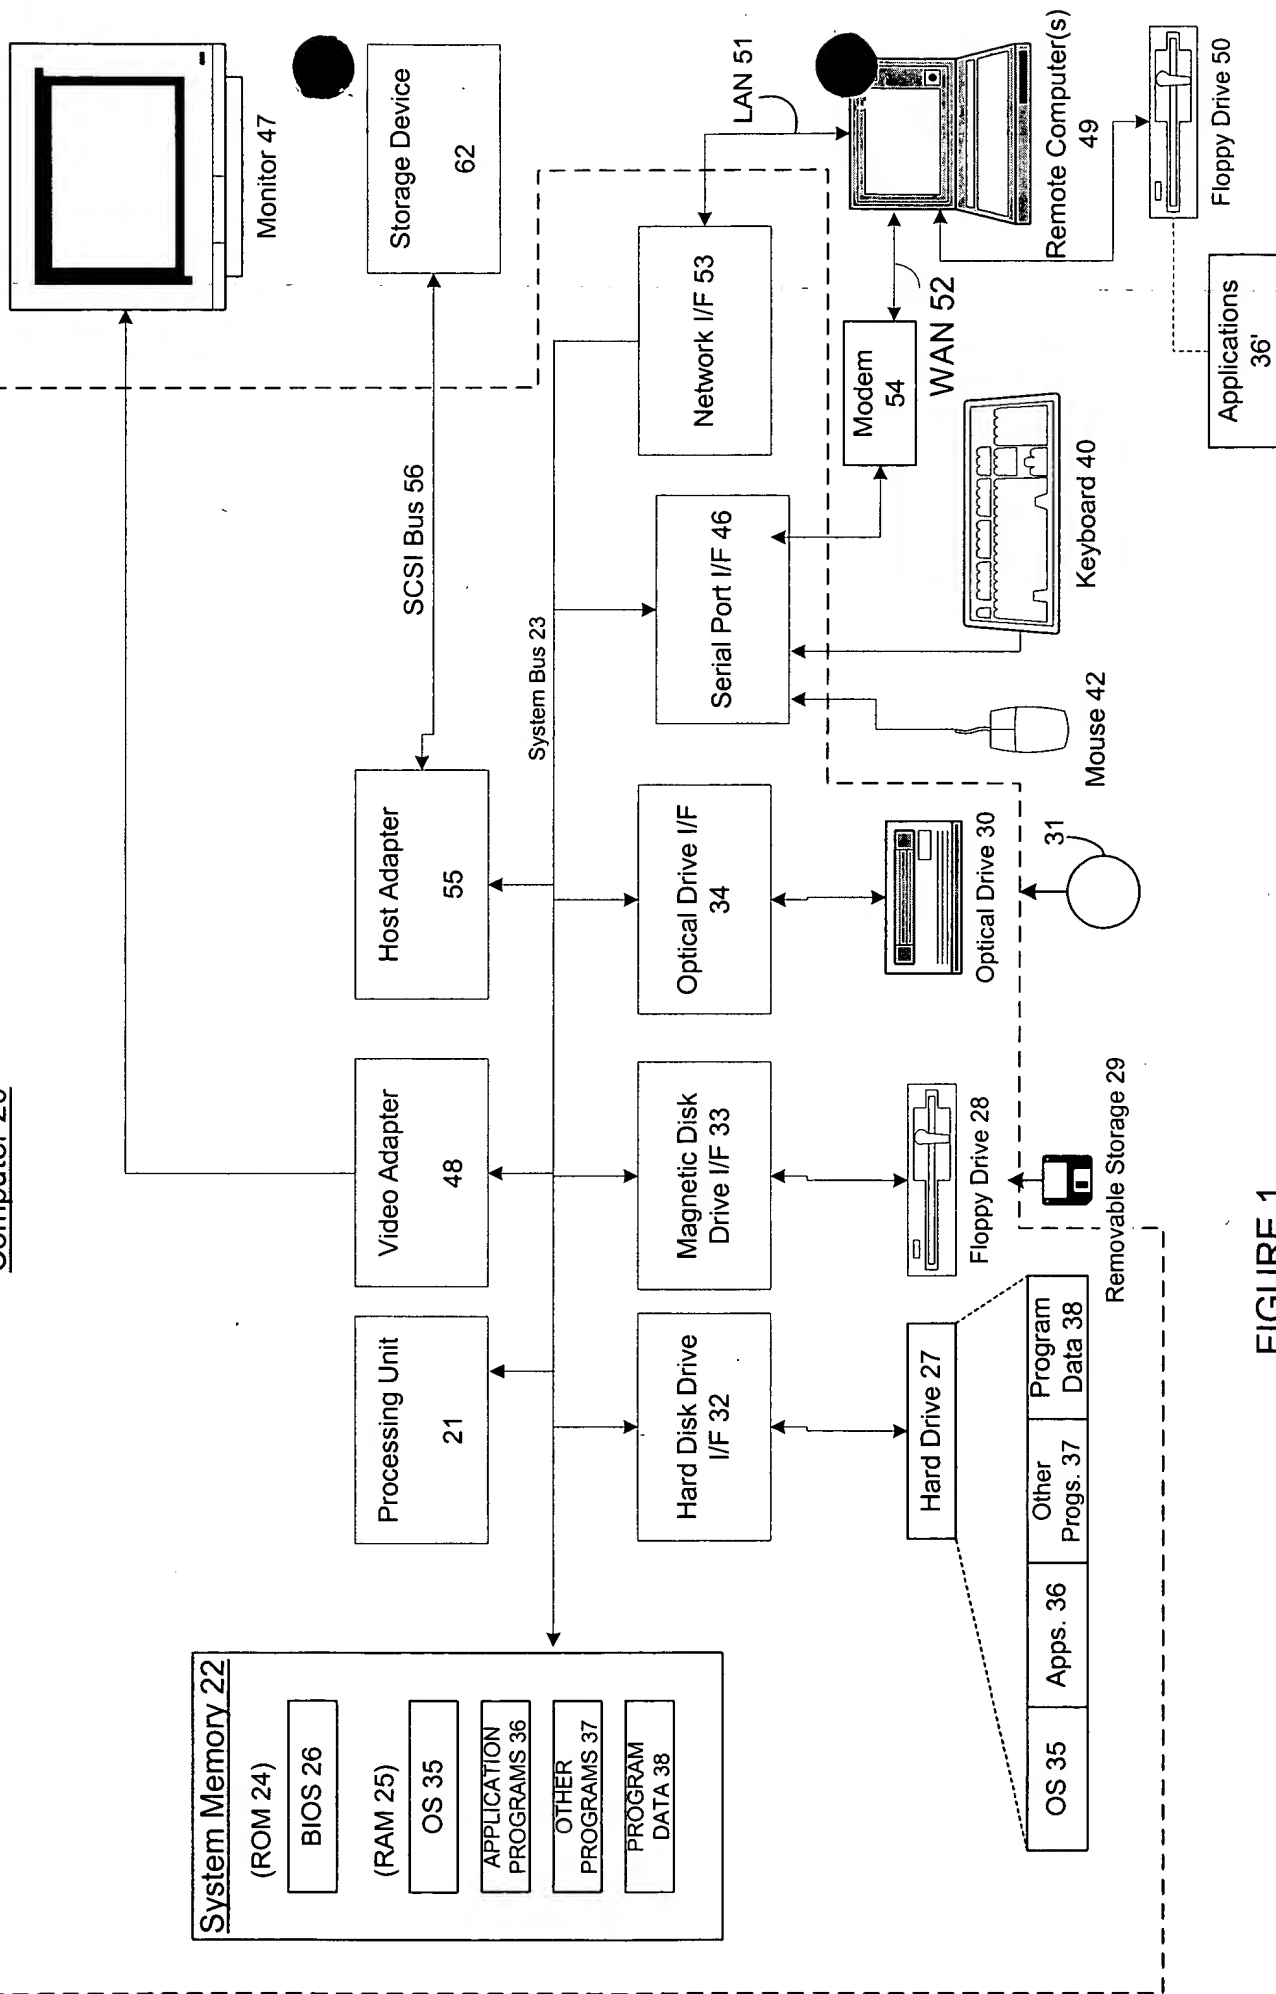 Computer 20
System Memory 22
(ROM 24)
BIOS 26
(RAM 25)
OS 35
APPLICATION
PROGRAMS 36
OTHER
PROGRAMS 37
PROGRAM
DATA 38
Processing Unit
21
Video Adapter
48
Host Adapter
55
Monitor 47
Storage Device
62
SCSI Bus 56
System Bus 23
Hard Disk Drive
I/F 32
Magnetic Disk
Drive I/F 33
Optical Drive I/F
34
Serial Port I/F 46
Network I/F 53
LAN 51
Hard Drive 27
Floppy Drive 28
Optical Drive 30
Modem
54
WAN 52
Remote Computer(s)
49
OS 35
Apps. 36
Other
Progs. 37
Program
Data 38
Removable Storage 29
31
Mouse 42
Keyboard 40
Floppy Drive 50
Applications
36'
FIGURE 1